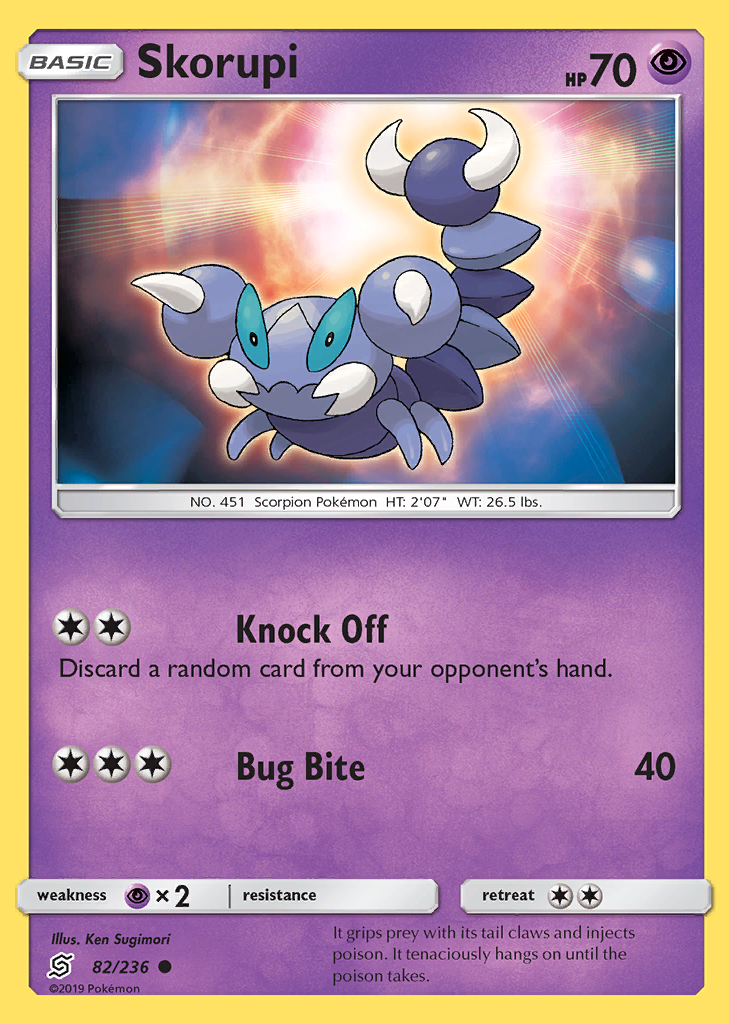 BASIC Skorupi HP 70
NO. 451 Scorpion Pokémon HT: 2'07" WT: 26.5 lbs.
Knock Off
Discard a random card from your opponent's hand.
Bug Bite 40
weakness × 2 resistance retreat
Illus. Ken Sugimori
82/236
©2019 Pokémon
It grips prey with its tail claws and injects
poison. It tenaciously hangs on until the
poison takes.